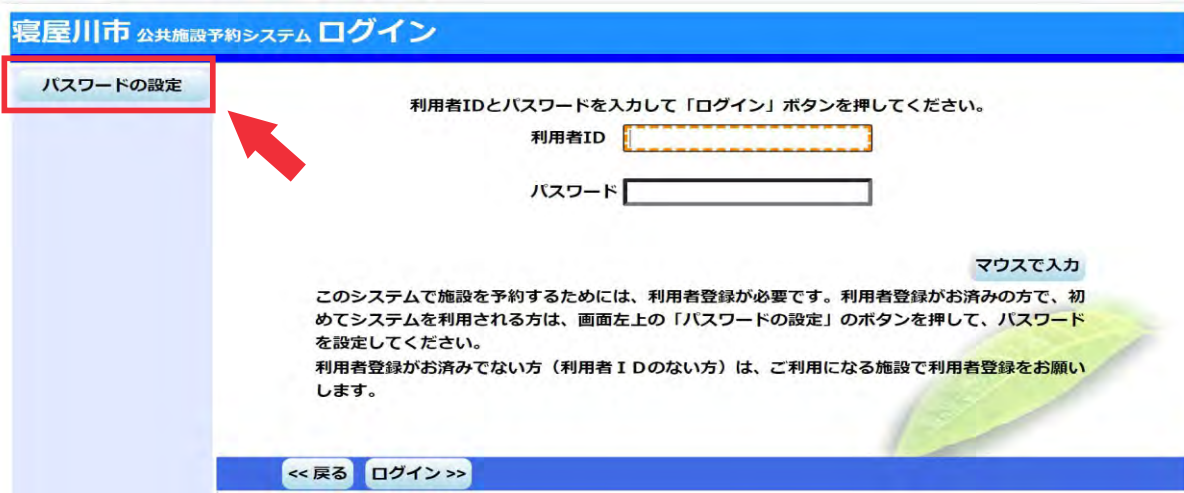 寝屋川市 公共施設予約システム ログイン
パスワードの設定
利用者IDとパスワードを入力して「ログイン」ボタンを押してください。
利用者ID
パスワード
マウスで入力
このシステムで施設を予約するためには、利用者登録が必要です。利用者登録がお済みの方で、初
めてシステムを利用される方は、画面左上の「パスワードの設定」のボタンを押して、パスワード
を設定してください。
利用者登録がお済みでない方（利用者ＩＤのない方）は、ご利用になる施設で利用者登録をお願い
します。
<< 戻る ログイン >>